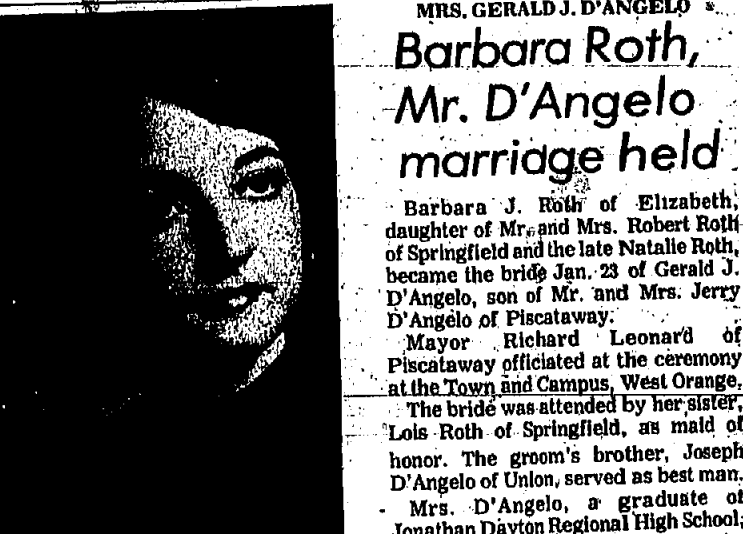 MRS. GERALD J. D'ANGELO
Barbara Roth,
Mr. D'Angelo
marriage held
Barbara J. Roth of Elizabeth,
daughter of Mr. and Mrs. Robert Roth
of Springfield and the late Natalie Roth,
became the bride Jan. 23 of Gerald J.
D'Angelo, son of Mr. and Mrs. Jerry
D'Angelo of Piscataway.
Mayor Richard Leonard of
Piscataway officiated at the ceremony
at the Town and Campus, West Orange.
The bride was attended by her sister,
Lois Roth of Springfield, as maid of
honor. The groom's brother, Joseph
D'Angelo of Union, served as best man.
Mrs. D'Angelo, a graduate of
Jonathan Dayton Regional High School,